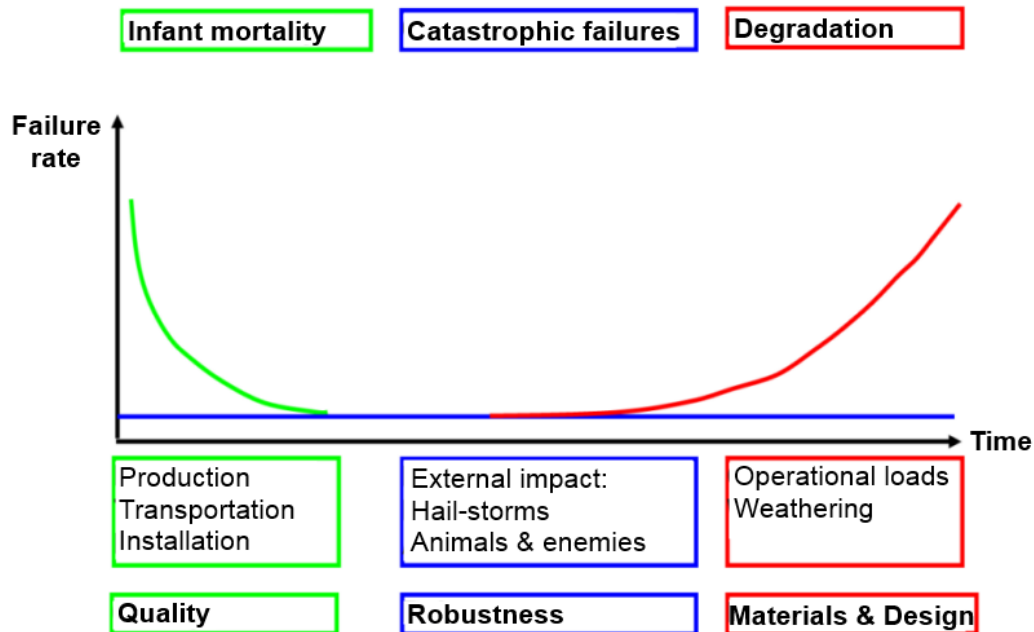 Infant mortality
Catastrophic failures
Degradation
Failure
rate
Time
Production
Transportation
Installation
External impact:
Hail-storms
Animals & enemies
Operational loads
Weathering
Quality
Robustness
Materials & Design